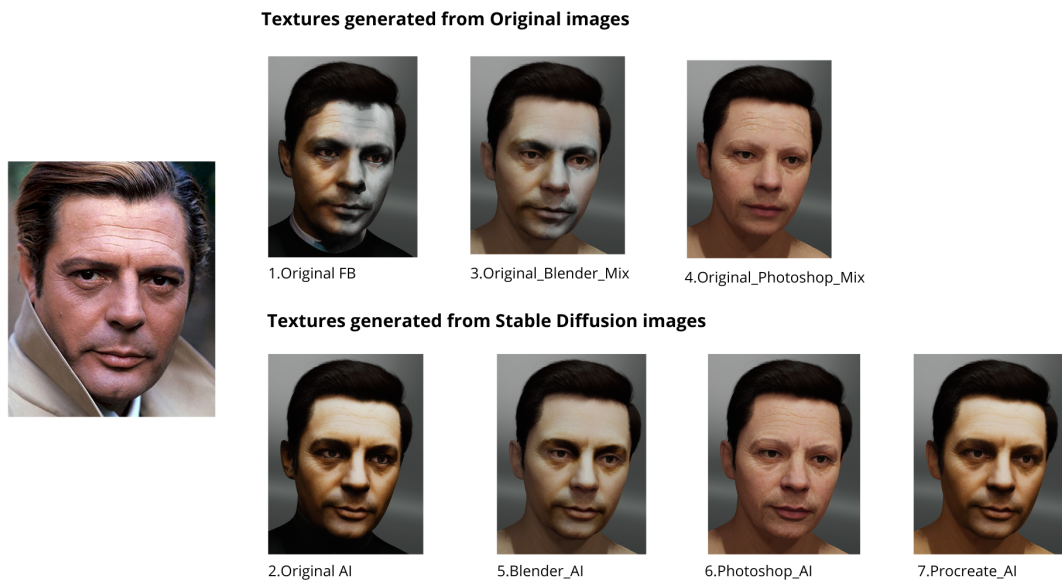 Textures generated from Original images
1.Original FB
3.Original_Blender_Mix
4.Original_Photoshop_Mix
Textures generated from Stable Diffusion images
2.Original AI
5.Blender_AI
6.Photoshop_AI
7.Procreate_AI